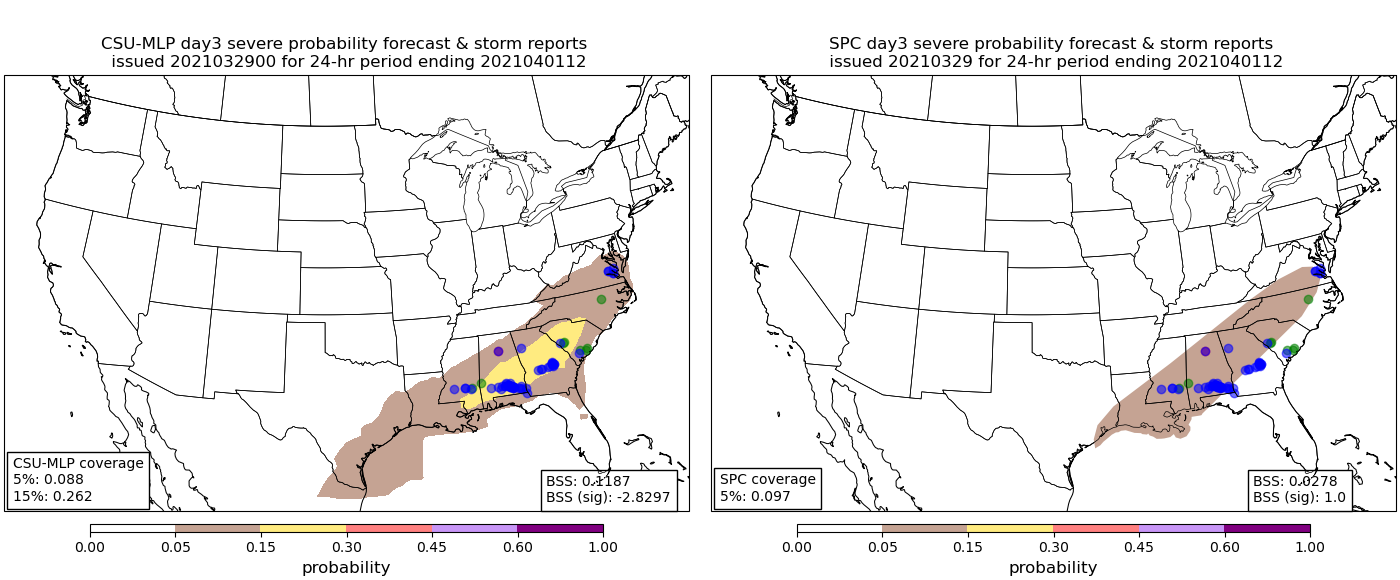 CSU-MLP day3 severe probability forecast & storm reports
issued 2021032900 for 24-hr period ending 2021040112
CSU-MLP coverage
5%: 0.088
15%: 0.262
BSS: 0.1187
BSS (sig): -2.8297
0.00 0.05 0.15 0.30 0.45 0.60 1.00
probability
SPC day3 severe probability forecast & storm reports
issued 20210329 for 24-hr period ending 2021040112
SPC coverage
5%: 0.097
BSS: 0.0278
BSS (sig): 1.0
0.00 0.05 0.15 0.30 0.45 0.60 1.00
probability